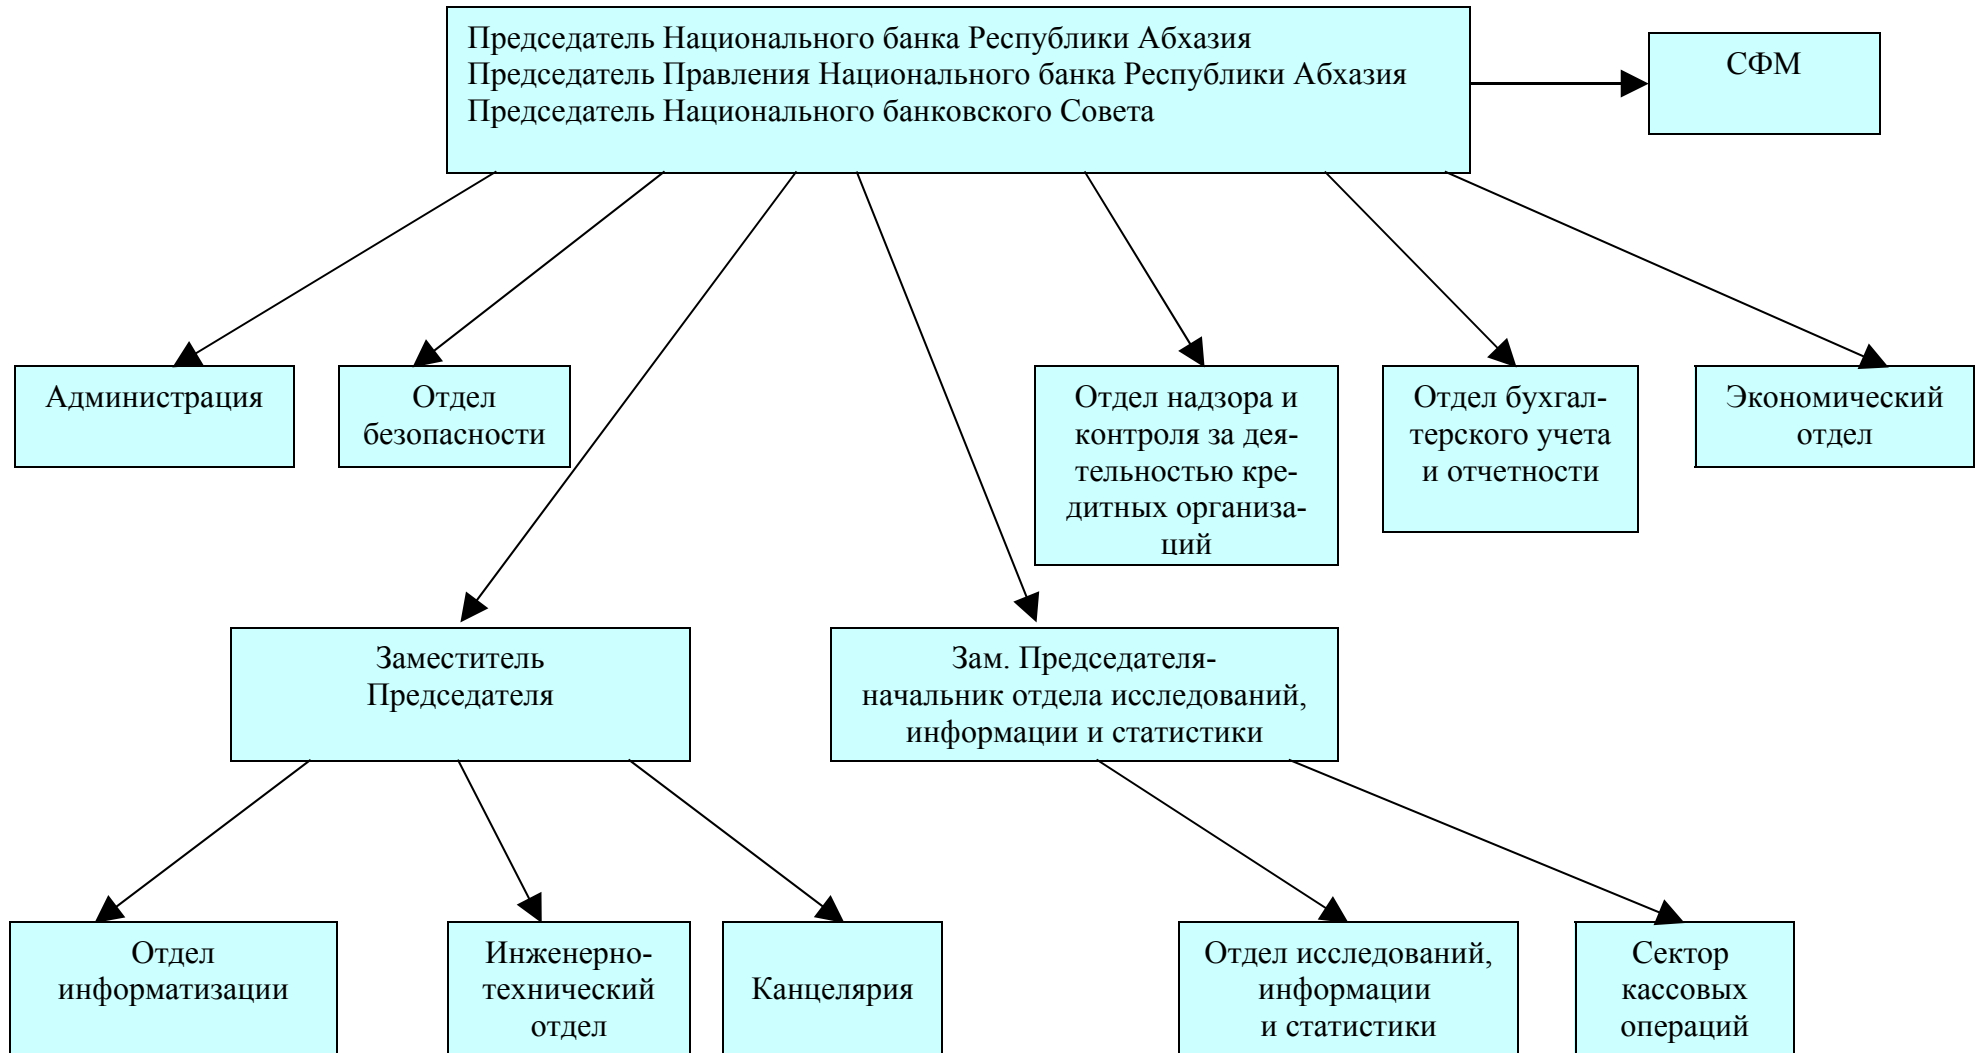 Председатель Национального банка Республики Абхазия
Председатель Правления Национального банка Республики Абхазия
Председатель Национального банковского Совета
СФМ
Администрация
Отдел
безопасности
Отдел надзора и
контроля за дея-
тельностью кре-
дитных организа-
ций
Отдел бухгал-
терского учета
и отчетности
Экономический
отдел
Заместитель
Председателя
Зам. Председателя-
начальник отдела исследований,
информации и статистики
Отдел
информатизации
Инженерно-
технический
отдел
Канцелярия
Отдел исследований,
информации
и статистики
Сектор
кассовых
операций